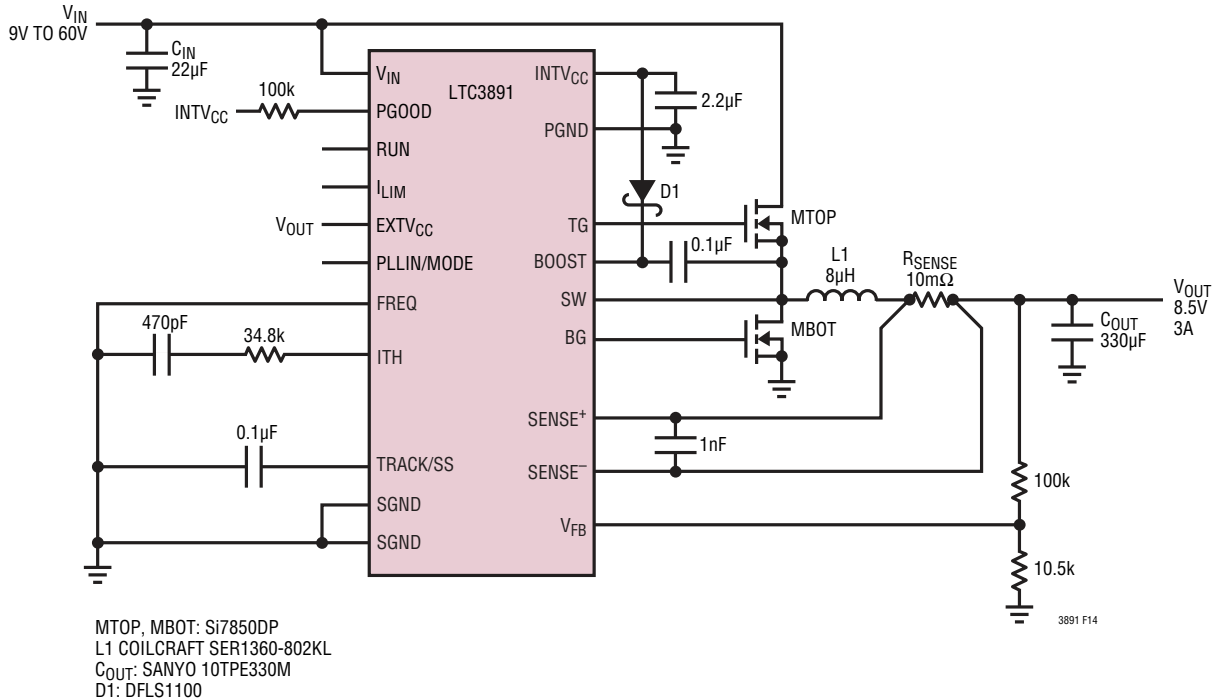 VIN
9V TO 60V
CIN
22µF
100k
INTVCC
VIN
LTC3891
INTVCC
PGOOD
2.2µF
PGND
RUN
ILIM
D1
VOUT
EXTVCC
TG
MTOP
PLLIN/MODE
BOOST
0.1µF
L1
8µH
RSENSE
10mΩ
FREQ
SW
VOUT
8.5V
3A
470pF
34.8k
BG
MBOT
COUT
330µF
ITH
SENSE+
0.1µF
1nF
TRACK/SS
SENSE–
100k
SGND
VFB
SGND
10.5k
3891 F14
MTOP, MBOT: Si7850DP
L1 COILCRAFT SER1360-802KL
COUT: SANYO 10TPE330M
D1: DFLS1100